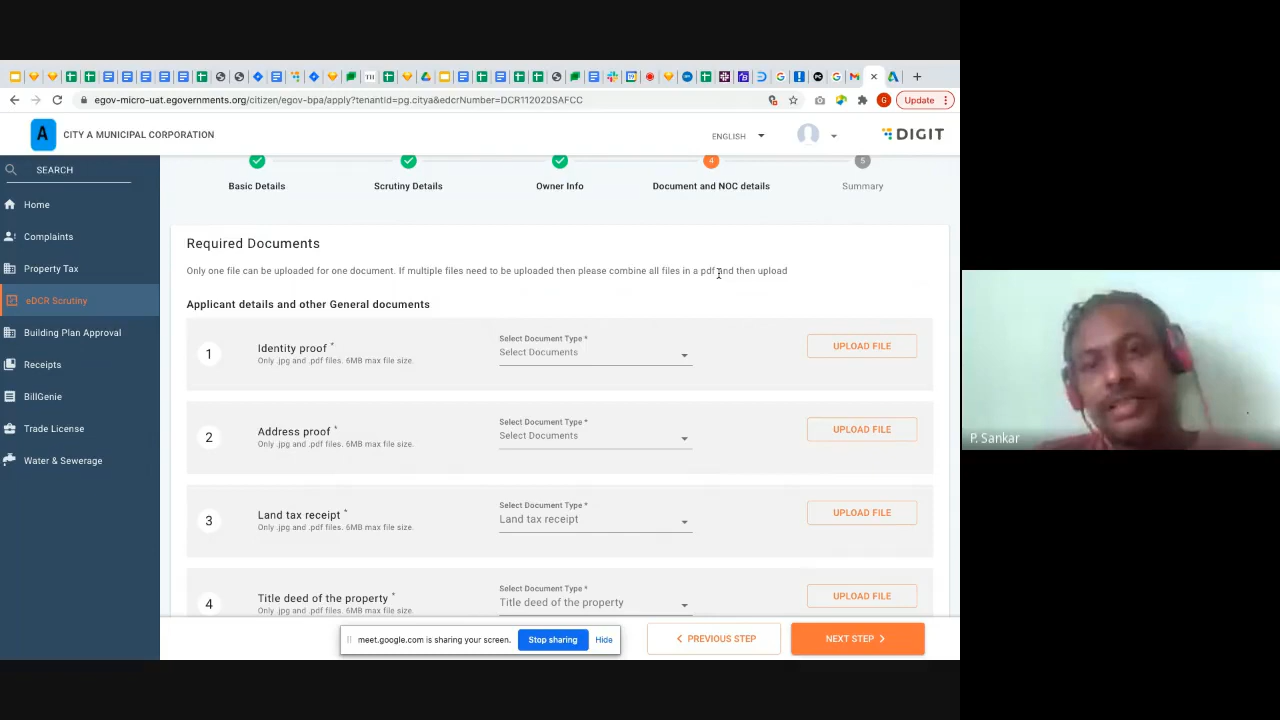 egov-micro-uat.egovernments.org/citizen/egov-bpa/apply?tenantId=pg.citya&edcrNumber=DCR112020SAFCC
G
Update
A
CITY A MUNICIPAL CORPORATION
ENGLISH
DIGIT
SEARCH
Home
Complaints
Property Tax
eDCR Scrutiny
Building Plan Approval
Receipts
BillGenie
Trade License
Water & Sewerage
4
5
Basic Details
Scrutiny Details
Owner Info
Document and NOC details
Summary
Required Documents
Only one file can be uploaded for one document. If multiple files need to be uploaded then please combine all files in a pdf and then upload
Applicant details and other General documents
1
Identity proof *
Only .jpg and .pdf files. 6MB max file size.
Select Document Type *
Select Documents
UPLOAD FILE
2
Address proof *
Only .jpg and .pdf files. 6MB max file size.
Select Document Type *
Select Documents
UPLOAD FILE
3
Land tax receipt *
Only .jpg and .pdf files. 6MB max file size.
Select Document Type *
Land tax receipt
UPLOAD FILE
4
Title deed of the property *
Only .jpg and .pdf files. 6MB max file size.
Select Document Type *
Title deed of the property
UPLOAD FILE
meet.google.com is sharing your screen.
Stop sharing
Hide
PREVIOUS STEP
NEXT STEP
P. Sankar